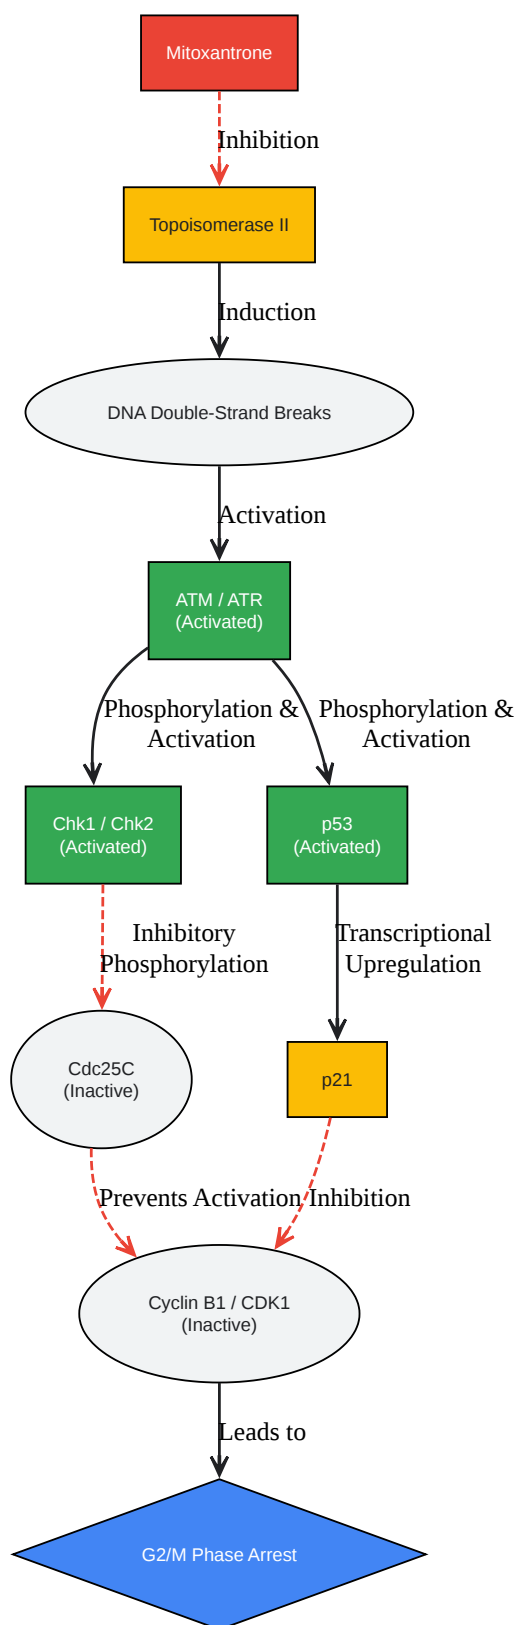 Mitoxantrone
Inhibition
Topoisomerase II
Induction
DNA Double-Strand Breaks
Activation
ATM / ATR
(Activated)
Phosphorylation &
Activation
Phosphorylation &
Activation
Chk1 / Chk2
(Activated)
p53
(Activated)
Inhibitory
Phosphorylation
Transcriptional
Upregulation
Cdc25C
(Inactive)
p21
Prevents Activation
Inhibition
Cyclin B1 / CDK1
(Inactive)
Leads to
G2/M Phase Arrest